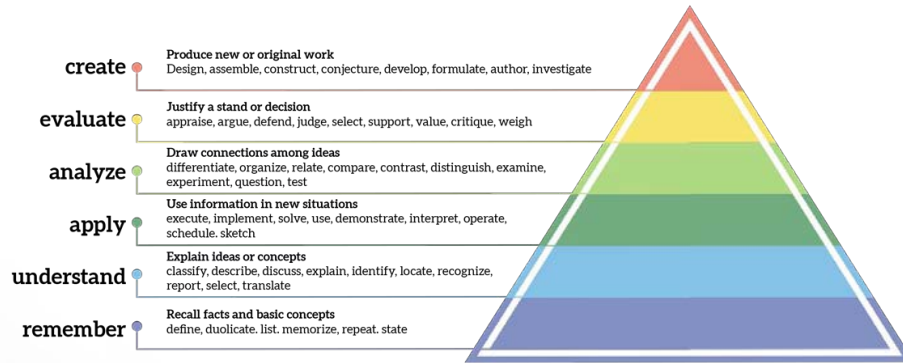 create
Produce new or original work
Design, assemble, construct, conjecture, develop, formulate, author, investigate
evaluate
Justify a stand or decision
appraise, argue, defend, judge, select, support, value, critique, weigh
analyze
Draw connections among ideas
differentiate, organize, relate, compare, contrast, distinguish, examine,
experiment, question, test
apply
Use information in new situations
execute, implement, solve, use, demonstrate, interpret, operate,
schedule. sketch
understand
Explain ideas or concepts
classify, describe, discuss, explain, identify, locate, recognize,
report, select, translate
remember
Recall facts and basic concepts
define, duolicate. list. memorize, repeat. state